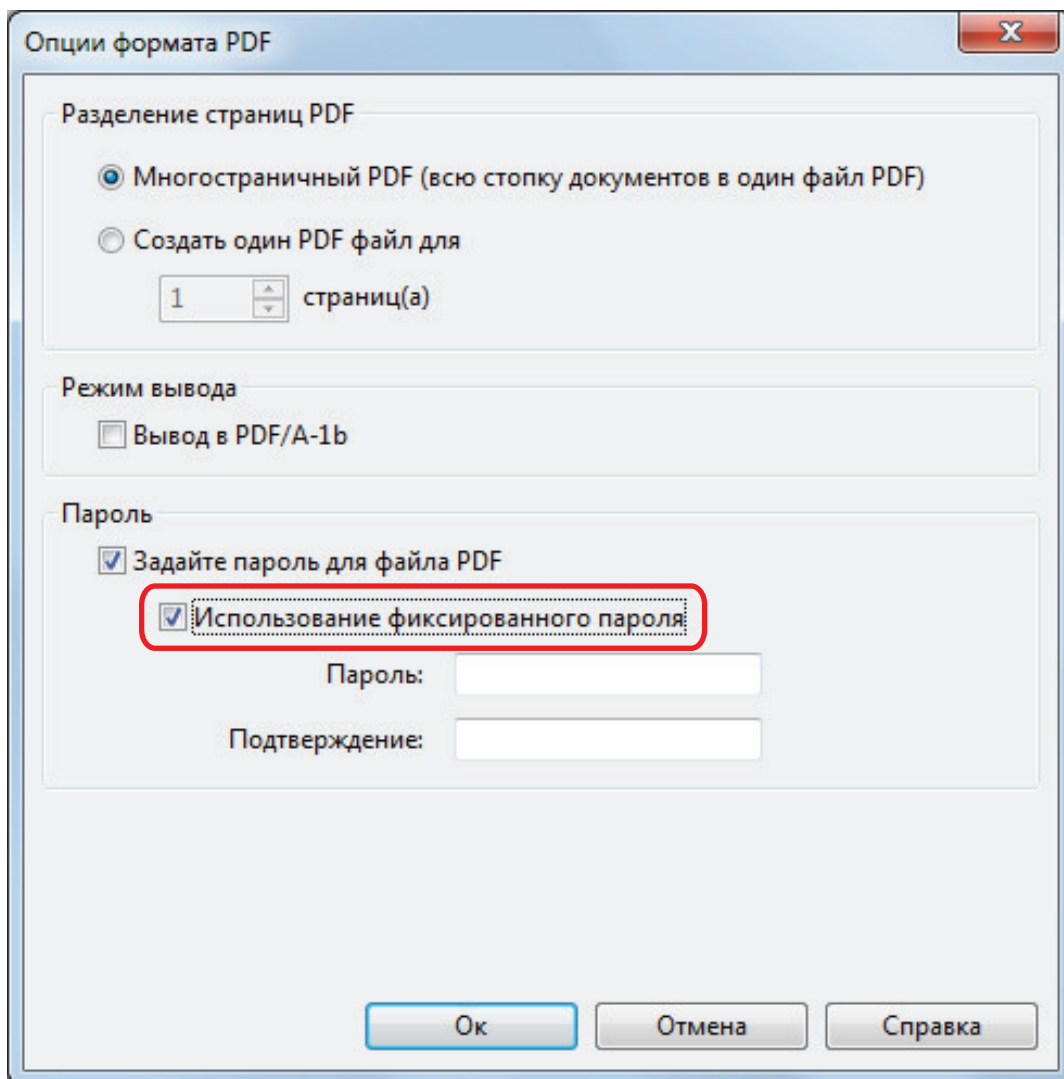 Опции формата PDF
Разделение страниц PDF
Многостраничный PDF (всю стопку документов в один файл PDF)
Создать один PDF файл для
1 страниц(а)
Режим вывода
Вывод в PDF/A-1b
Пароль
Задайте пароль для файла PDF
Использование фиксированного пароля
Пароль:
Подтверждение:
Ок Отмена Справка